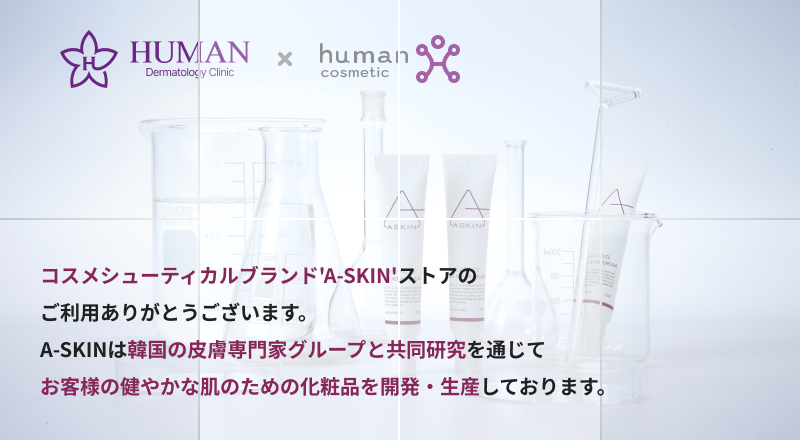 HUMAN
Dermatology Clinic
×
human
cosmetic
A
ASKIN
A
ASKIN
A
コスメシューティカルブランド'A-SKIN'ストアの
ご利用ありがとうございます。
A-SKINは韓国の皮膚専門家グループと共同研究を通じて
お客様の健やかな肌のための化粧品を開発・生産しております。